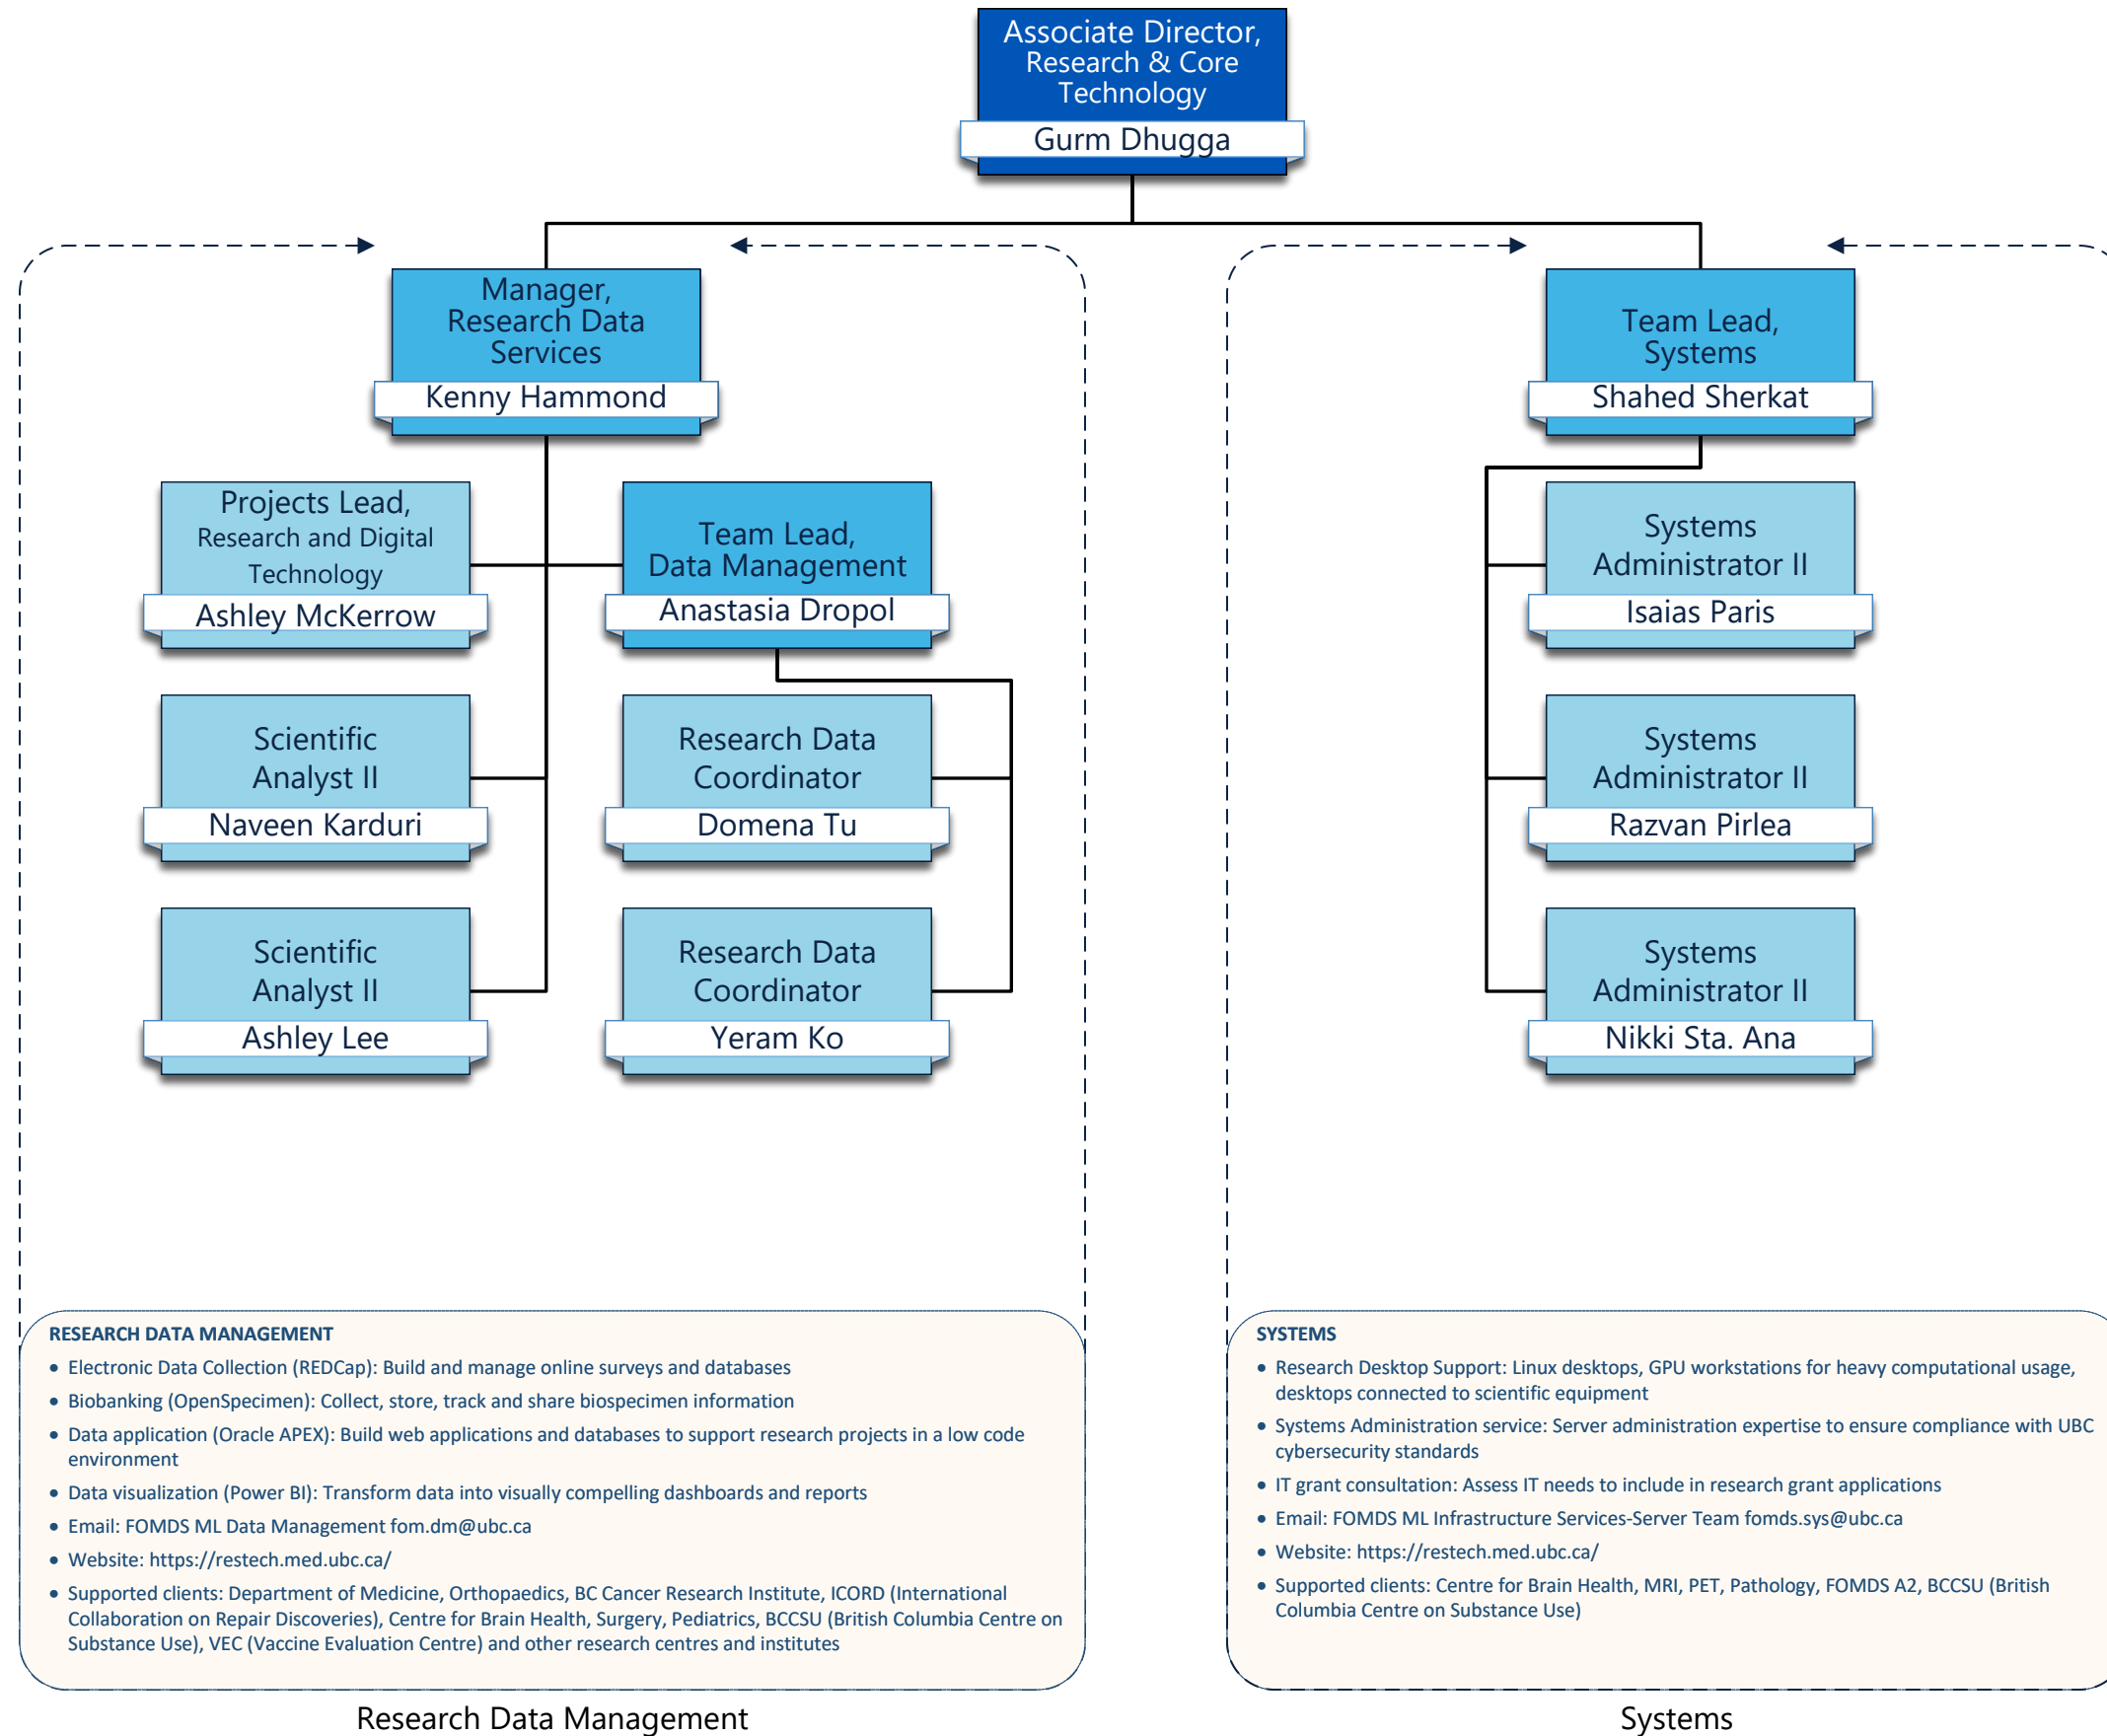 Associate Director,
Research & Core
Technology
Gurm Dhugga
Manager,
Research Data
Services
Kenny Hammond
Team Lead,
Systems
Shahed Sherkat
Projects Lead,
Research and Digital
Technology
Ashley McKerrow
Team Lead,
Data Management
Anastasia Dropol
Systems
Administrator II
Isaias Paris
Scientific
Analyst II
Naveen Karduri
Research Data
Coordinator
Domena Tu
Systems
Administrator II
Razvan Pirlea
Scientific
Analyst II
Ashley Lee
Research Data
Coordinator
Yeram Ko
Systems
Administrator II
Nikki Sta. Ana
RESEARCH DATA MANAGEMENT
• Electronic Data Collection (REDCap): Build and manage online surveys and databases
• Biobanking (OpenSpecimen): Collect, store, track and share biospecimen information
• Data application (Oracle APEX): Build web applications and databases to support research projects in a low code
environment
• Data visualization (Power BI): Transform data into visually compelling dashboards and reports
• Email: FOMDS ML Data Management fom.dm@ubc.ca
• Website: https://restech.med.ubc.ca/
• Supported clients: Department of Medicine, Orthopaedics, BC Cancer Research Institute, ICORD (International
Collaboration on Repair Discoveries), Centre for Brain Health, Surgery, Pediatrics, BCCSU (British Columbia Centre on
Substance Use), VEC (Vaccine Evaluation Centre) and other research centres and institutes
Research Data Management
SYSTEMS
• Research Desktop Support: Linux desktops, GPU workstations for heavy computational usage,
desktops connected to scientific equipment
• Systems Administration service: Server administration expertise to ensure compliance with UBC
cybersecurity standards
• IT grant consultation: Assess IT needs to include in research grant applications
• Email: FOMDS ML Infrastructure Services-Server Team fomds.sys@ubc.ca
• Website: https://restech.med.ubc.ca/
• Supported clients: Centre for Brain Health, MRI, PET, Pathology, FOMDS A2, BCCSU (British
Columbia Centre on Substance Use)
Systems